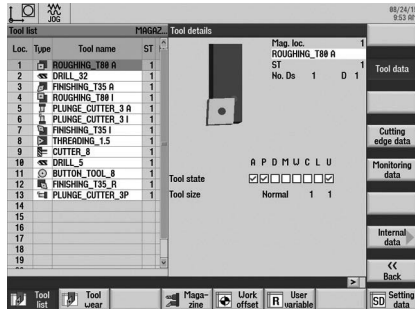 JOG
08/24/1
9:53 AM
Tool list MAGAZ...
Loc. Type Tool name ST
1 ROUGHING_T80 A 1
2 DRILL_32 1
3 FINISHING_T35 A 1
4 ROUGHING_T80 I 1
5 PLUNGE_CUTTER_3 A 1
6 PLUNGE_CUTTER_3 I 1
7 FINISHING_T35 I 1
8 THREADING_1.5 1
9 CUTTER_8 1
10 DRILL_5 1
11 BUTTON_TOOL_8 1
12 FINISHING_T35_R 1
13 PLUNGE_CUTTER_3P 1
14
15
16
17
18
19
Tool details
Mag. loc. 1
ROUGHING_T80 A
ST 1
No. Ds 1 D 1
A P D M U C L U
Tool state
Tool size Normal 1 1
Tool data
Cutting
edge data
Monitoring
data
Internal
data
<<
Back
>
Tool
list
Tool
wear
Maga-
zine
Work
offset
R User
variable
SD Setting
data